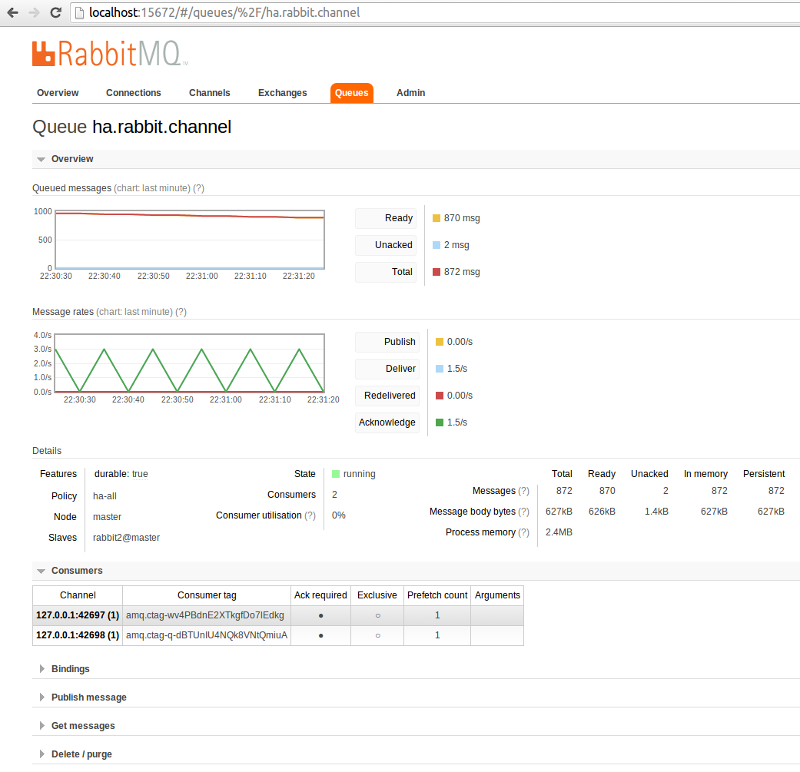 localhost:15672/#/queues/%2F/ha.rabbit.channel
RabbitMQ
Overview Connections Channels Exchanges Queues Admin
Queue ha.rabbit.channel
Overview
Queued messages (chart: last minute) (?)
1000
500
0
22:30:30 22:30:40 22:30:50 22:31:00 22:31:10 22:31:20
Ready 870 msg
Unacked 2 msg
Total 872 msg
Message rates (chart: last minute) (?)
4.0/s
3.0/s
2.0/s
1.0/s
0.0/s
22:30:30 22:30:40 22:30:50 22:31:00 22:31:10 22:31:20
Publish 0.00/s
Deliver 1.5/s
Redelivered 0.00/s
Acknowledge 1.5/s
Details
Features durable: true
Policy ha-all
Node master
Slaves rabbit2@master
State running
Consumers 2
Consumer utilisation (?) 0%
Total Ready Unacked In memory Persistent
Messages (?) 872 870 2 872 872
Message body bytes (?) 627kB 626kB 1.4kB 627kB 627kB
Process memory (?) 2.4MB
Consumers
Channel Consumer tag Ack required Exclusive Prefetch count Arguments
127.0.0.1:42697 (1) amq.ctag-wv4PBdnE2XTkgfDo7IEdkg ● ○ 1
127.0.0.1:42698 (1) amq.ctag-q-dBTUnIU4NQk8VNtQmiuA ● ○ 1
Bindings
Publish message
Get messages
Delete / purge